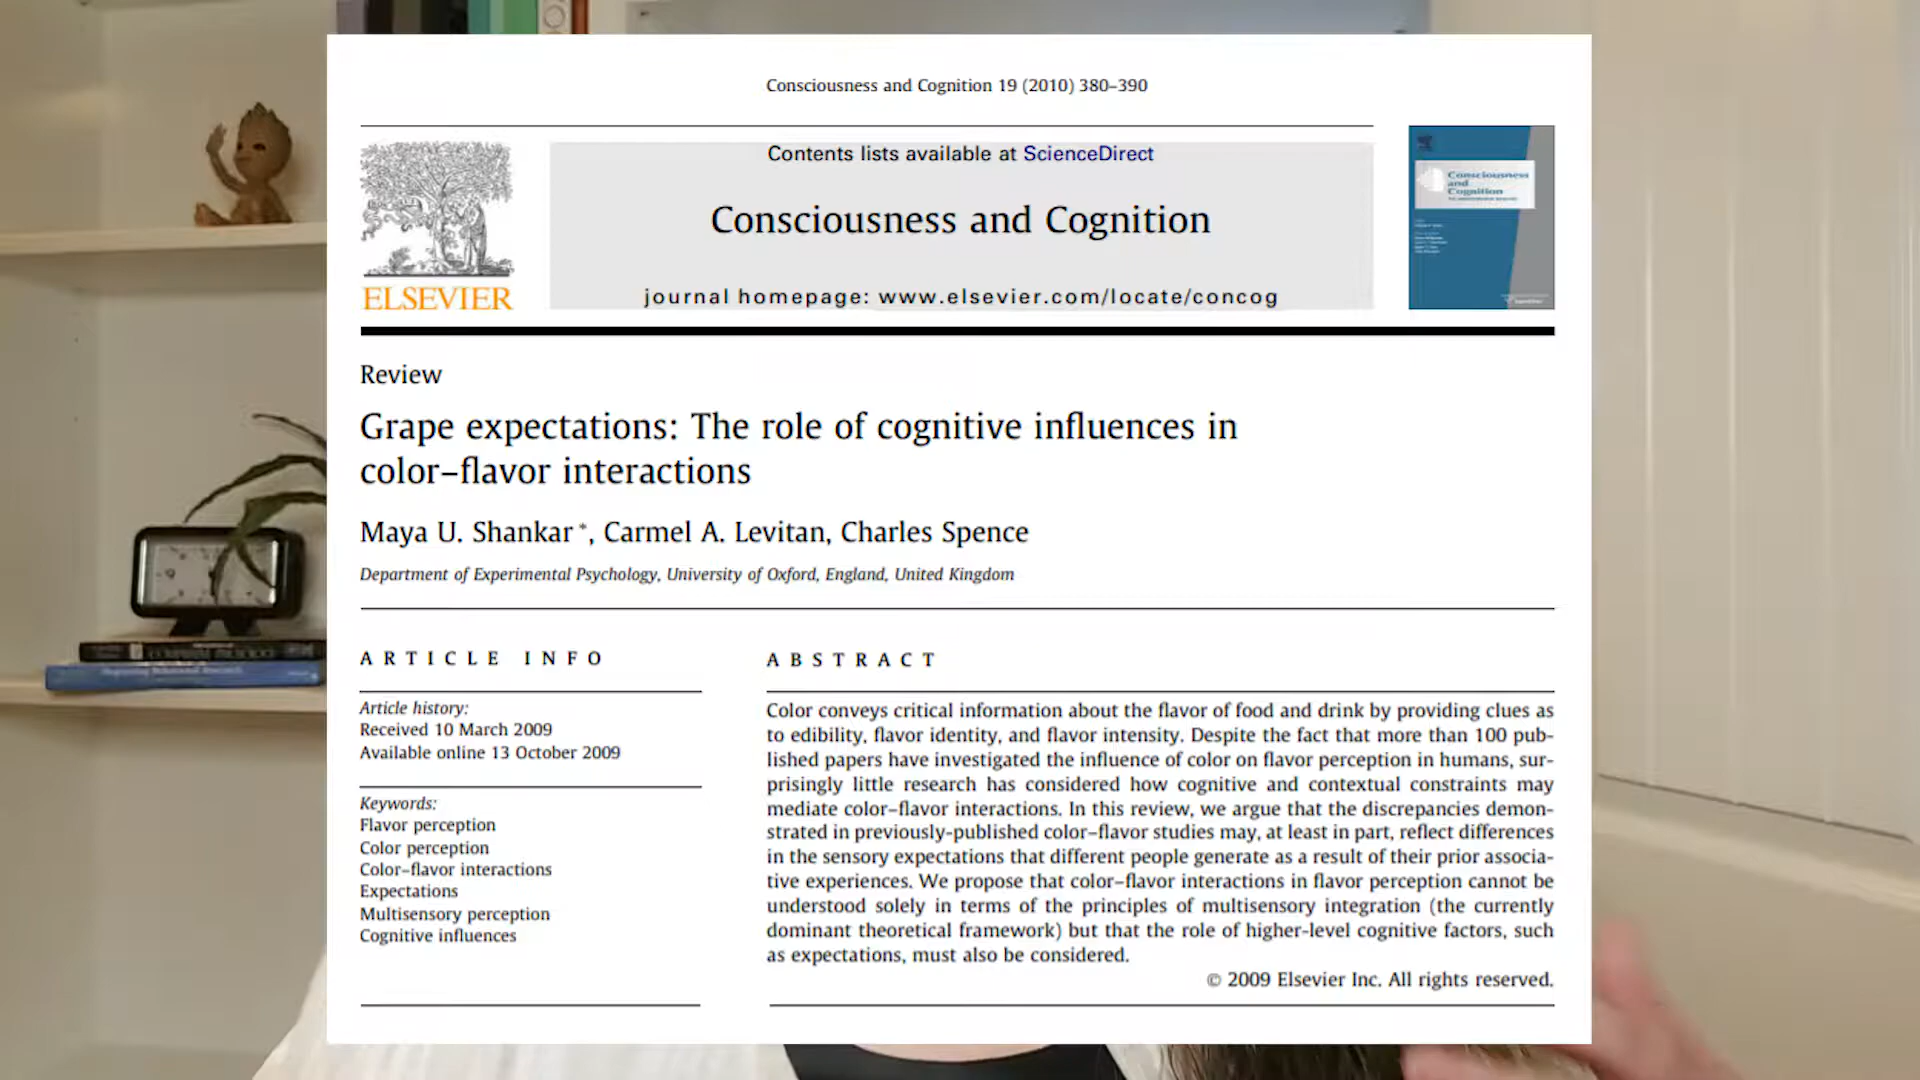 Consciousness and Cognition 19 (2010) 380–390
Contents lists available at ScienceDirect
Consciousness and Cognition
journal homepage: www.elsevier.com/locate/concog
ELSEVIER
Consciousness
and
Cognition
Review
Grape expectations: The role of cognitive influences in
color–flavor interactions
Maya U. Shankar *, Carmel A. Levitan, Charles Spence
Department of Experimental Psychology, University of Oxford, England, United Kingdom
ARTICLE INFO
Article history:
Received 10 March 2009
Available online 13 October 2009
Keywords:
Flavor perception
Color perception
Color–flavor interactions
Expectations
Multisensory perception
Cognitive influences
ABSTRACT
Color conveys critical information about the flavor of food and drink by providing clues as
to edibility, flavor identity, and flavor intensity. Despite the fact that more than 100 pub-
lished papers have investigated the influence of color on flavor perception in humans, sur-
prisingly little research has considered how cognitive and contextual constraints may
mediate color–flavor interactions. In this review, we argue that the discrepancies demon-
strated in previously-published color–flavor studies may, at least in part, reflect differences
in the sensory expectations that different people generate as a result of their prior associa-
tive experiences. We propose that color–flavor interactions in flavor perception cannot be
understood solely in terms of the principles of multisensory integration (the currently
dominant theoretical framework) but that the role of higher-level cognitive factors, such
as expectations, must also be considered.
© 2009 Elsevier Inc. All rights reserved.